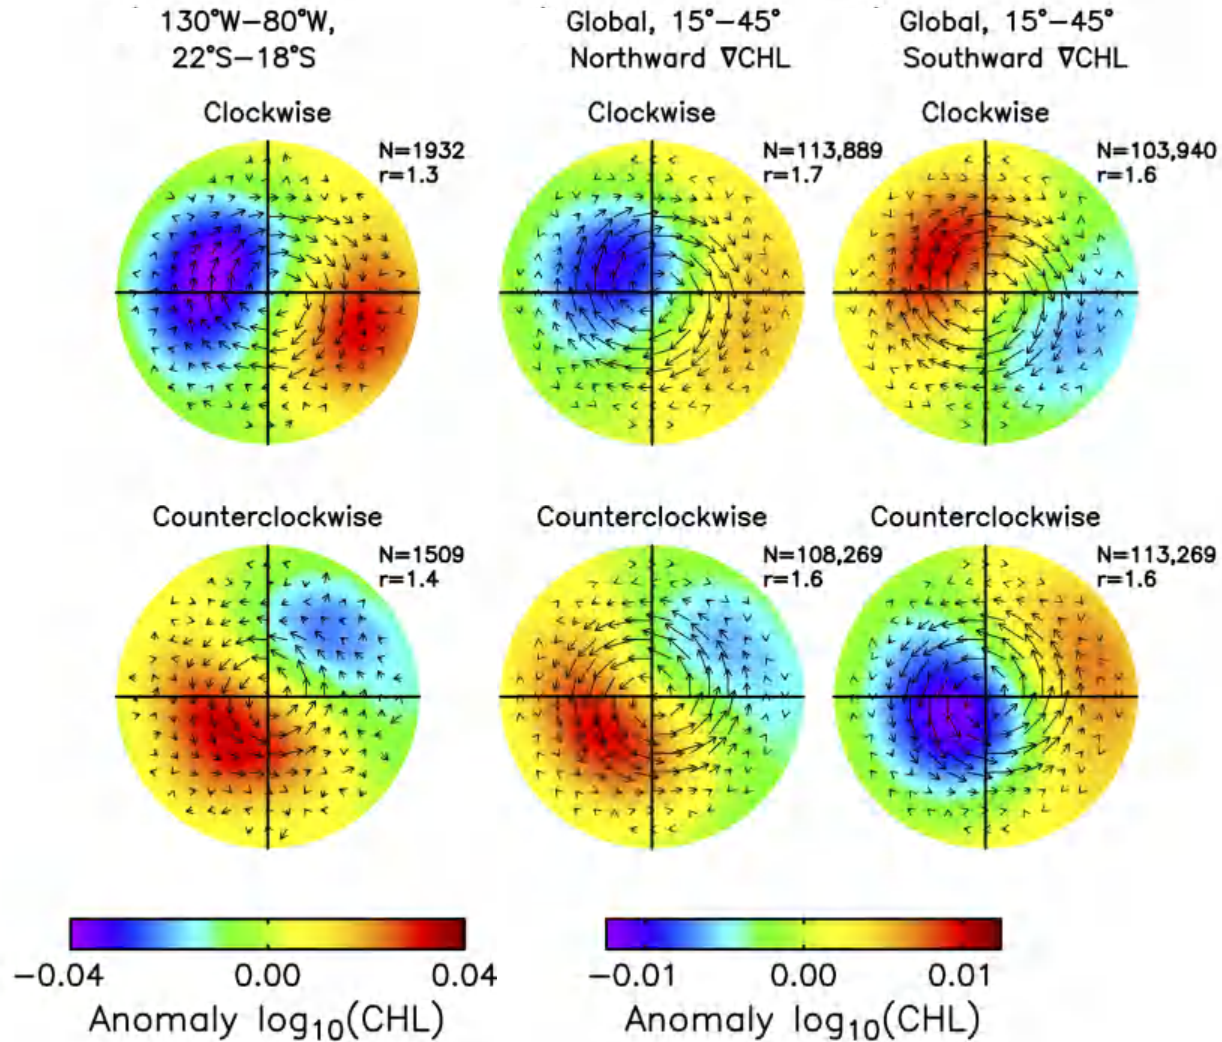 130°W−80°W,
22°S−18°S
Global, 15°−45°
Northward ∇CHL
Global, 15°−45°
Southward ∇CHL
Clockwise
N=1932
r=1.3
Clockwise
N=113,889
r=1.7
Clockwise
N=103,940
r=1.6
Counterclockwise
N=1509
r=1.4
Counterclockwise
N=108,269
r=1.6
Counterclockwise
N=113,269
r=1.6
−0.04 0.00 0.04
Anomaly log₁₀(CHL)
−0.01 0.00 0.01
Anomaly log₁₀(CHL)